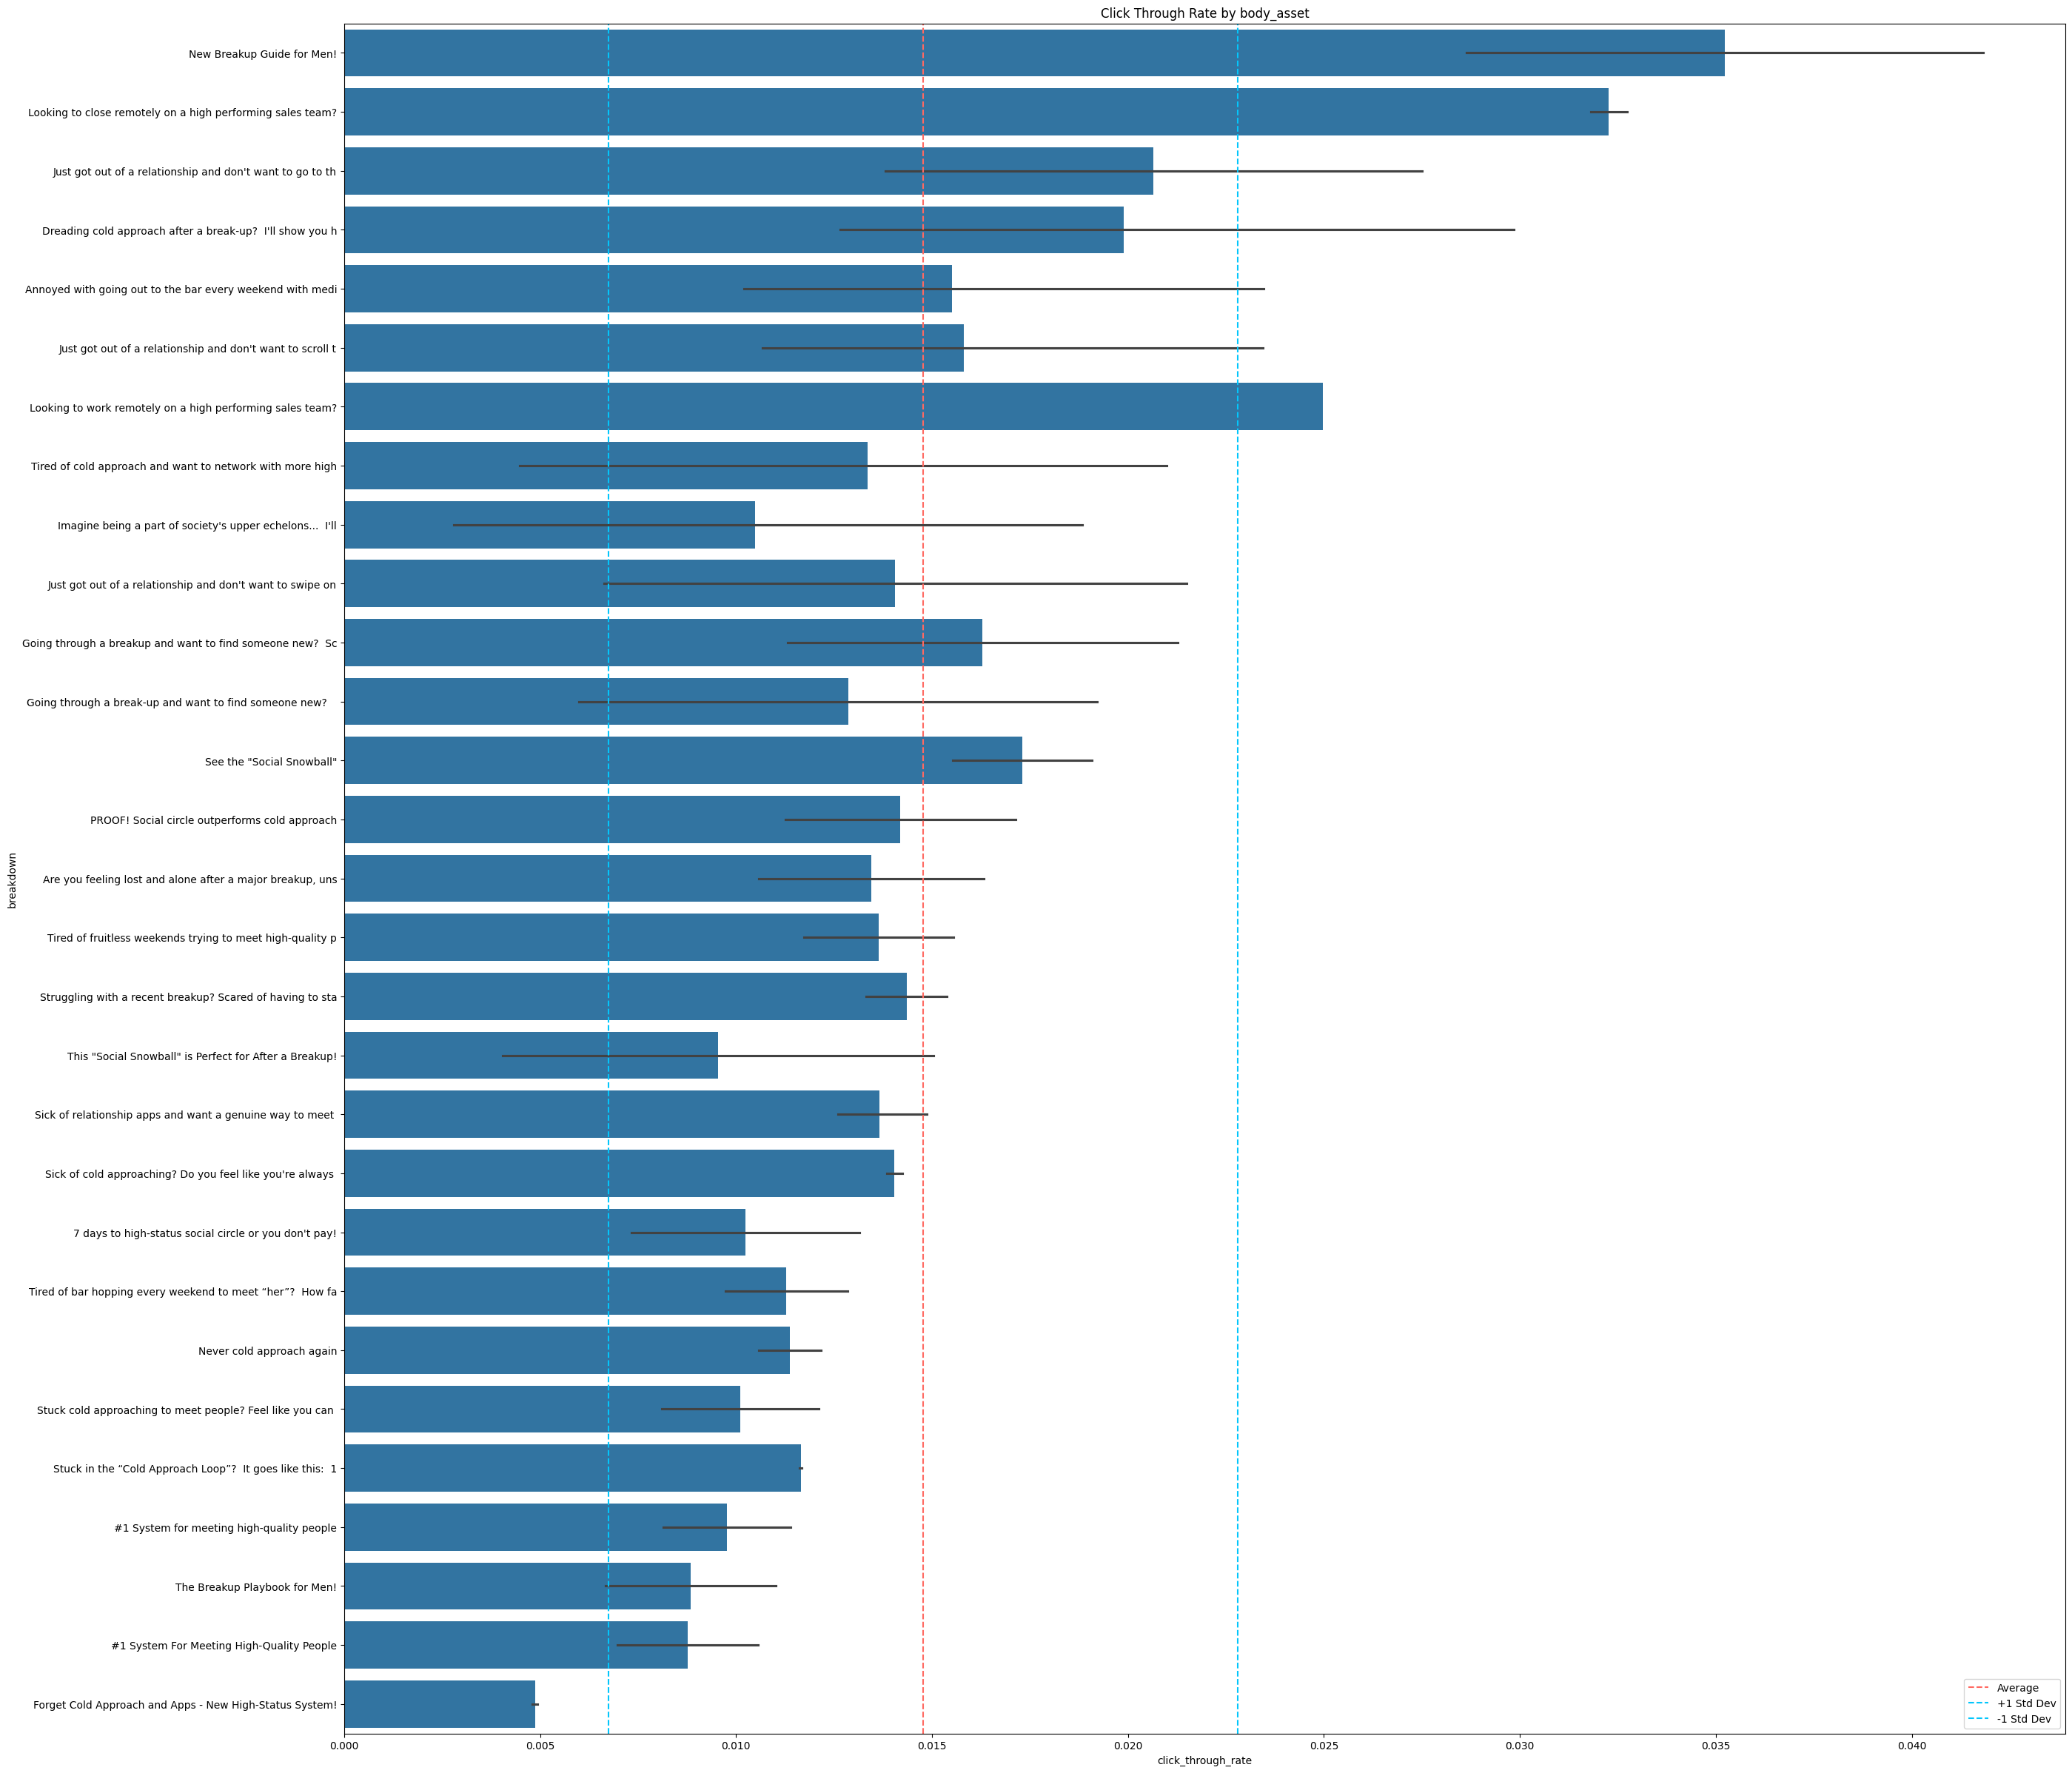 Click Through Rate by body_asset
breakdown
New Breakup Guide for Men!
Looking to close remotely on a high performing sales team?
Just got out of a relationship and don't want to go to th
Dreading cold approach after a break-up?  I'll show you h
Annoyed with going out to the bar every weekend with medi
Just got out of a relationship and don't want to scroll t
Looking to work remotely on a high performing sales team?
Tired of cold approach and want to network with more high
Imagine being a part of society's upper echelons...  I'll
Just got out of a relationship and don't want to swipe on
Going through a breakup and want to find someone new?  Sc
Going through a break-up and want to find someone new?
See the "Social Snowball"
PROOF! Social circle outperforms cold approach
Are you feeling lost and alone after a major breakup, uns
Tired of fruitless weekends trying to meet high-quality p
Struggling with a recent breakup? Scared of having to sta
This "Social Snowball" is Perfect for After a Breakup!
Sick of relationship apps and want a genuine way to meet
Sick of cold approaching? Do you feel like you're always
7 days to high-status social circle or you don't pay!
Tired of bar hopping every weekend to meet “her”?  How fa
Never cold approach again
Stuck cold approaching to meet people? Feel like you can
Stuck in the “Cold Approach Loop”?  It goes like this:  1
#1 System for meeting high-quality people
The Breakup Playbook for Men!
#1 System For Meeting High-Quality People
Forget Cold Approach and Apps - New High-Status System!
Average
+1 Std Dev
-1 Std Dev
0.000 0.005 0.010 0.015 0.020 0.025 0.030 0.035 0.040
click_through_rate